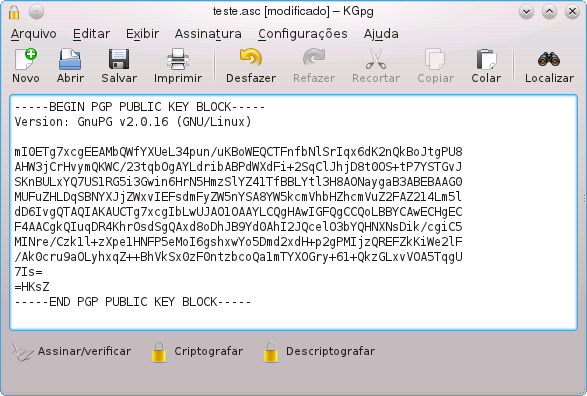 teste.asc [modificado] – KGpg
Arquivo Editar Exibir Assinatura Configurações Ajuda
Novo Abrir Salvar Imprimir Desfazer Refazer Recortar Copiar Colar Localizar
-----BEGIN PGP PUBLIC KEY BLOCK-----
Version: GnuPG v2.0.16 (GNU/Linux)
mI0ETg7xcgEEAMbQWfYXUeL34pun/uKBoWEQCTFnfbNlSrIqx6dK2nQkBoJtgPU8
AHW3jCrHvymQKWC/23tqbOgAYLdribABPdWXdFi+2SqClJhjD8t0OS+tP7YSTGvJ
SKnBULxYQ7US1RG5i3Gwin6HrN5HmzSlYZ41TfBBLYtl3H8AONaygaB3ABEBAAG0
MUFuZHLDqSBNYXJjZWxvIEFsdmFyZW5nYSA8YW5kcmVhbHZhcmVuZ2FAZ214Lm5l
dD6IvgQTAQIAKAUCTg7xcgIbLwUJAO1OAAYLCQgHAwIGFQgCCQoLBBYCAwECHgEC
F4AACgkQIuqDR4KhrOsdSgQAxd8oDhJB9Yd0AhI2JQcelO3bYQHNXNsDik/cgiC5
MINre/Czk1l+zXpe1HNFP5eMoI6gshxwYo5Dmd2xdH+p2gPMIjzQREFZkKiWe2lF
/Ak0cru9aOLyhxqZ++BhVkSx0zF0ntzbcoQa1mTYXOGry+61+QkzGLxvVOA5TqgU
7Is=
=HKsZ
-----END PGP PUBLIC KEY BLOCK-----
Assinar/verificar Criptografar Descriptografar